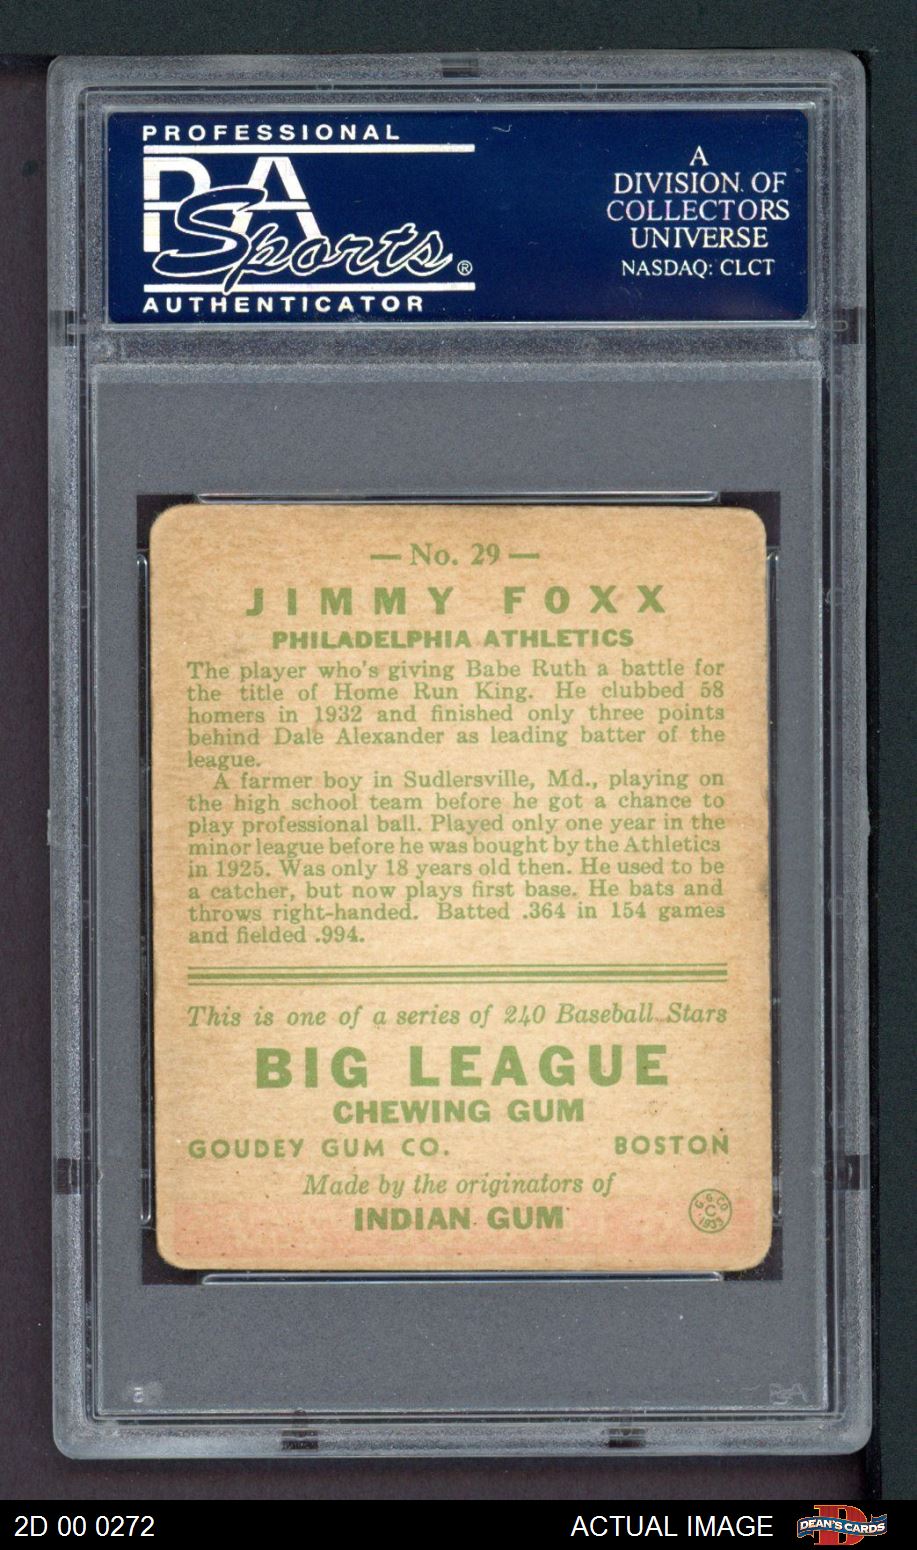 PROFESSIONAL
PSA
Sports®
AUTHENTICATOR
A
DIVISION OF
COLLECTORS
UNIVERSE
NASDAQ: CLCT
— No. 29 —
JIMMY FOXX
PHILADELPHIA ATHLETICS
The player who's giving Babe Ruth a battle for
the title of Home Run King. He clubbed 58
homers in 1932 and finished only three points
behind Dale Alexander as leading batter of the
league.
A farmer boy in Sudlersville, Md., playing on
the high school team before he got a chance to
play professional ball. Played only one year in the
minor league before he was bought by the Athletics
in 1925. Was only 18 years old then. He used to be
a catcher, but now plays first base. He bats and
throws right-handed. Batted .364 in 154 games
and fielded .994.
This is one of a series of 240 Baseball Stars
BIG LEAGUE
CHEWING GUM
GOUDEY GUM CO. BOSTON
Made by the originators of
INDIAN GUM
G.G.CO.
C
1933
PSA
2D 00 0272
ACTUAL IMAGE
DEAN'S CARDS